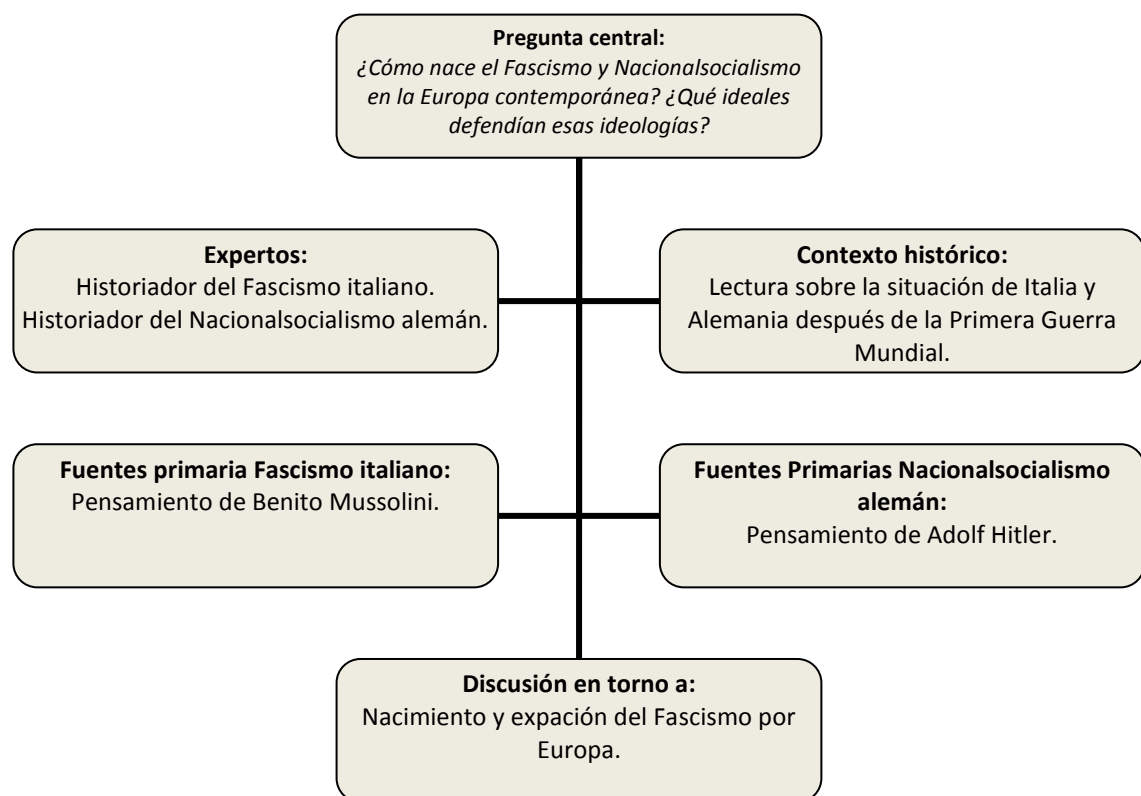 Pregunta central:
¿Cómo nace el Fascismo y Nacionalsocialismo
en la Europa contemporánea? ¿Qué ideales
defendían esas ideologías?
Expertos:
Historiador del Fascismo italiano.
Historiador del Nacionalsocialismo alemán.
Contexto histórico:
Lectura sobre la situación de Italia y
Alemania después de la Primera Guerra
Mundial.
Fuentes primaria Fascismo italiano:
Pensamiento de Benito Mussolini.
Fuentes Primarias Nacionalsocialismo
alemán:
Pensamiento de Adolf Hitler.
Discusión en torno a:
Nacimiento y expación del Fascismo por
Europa.